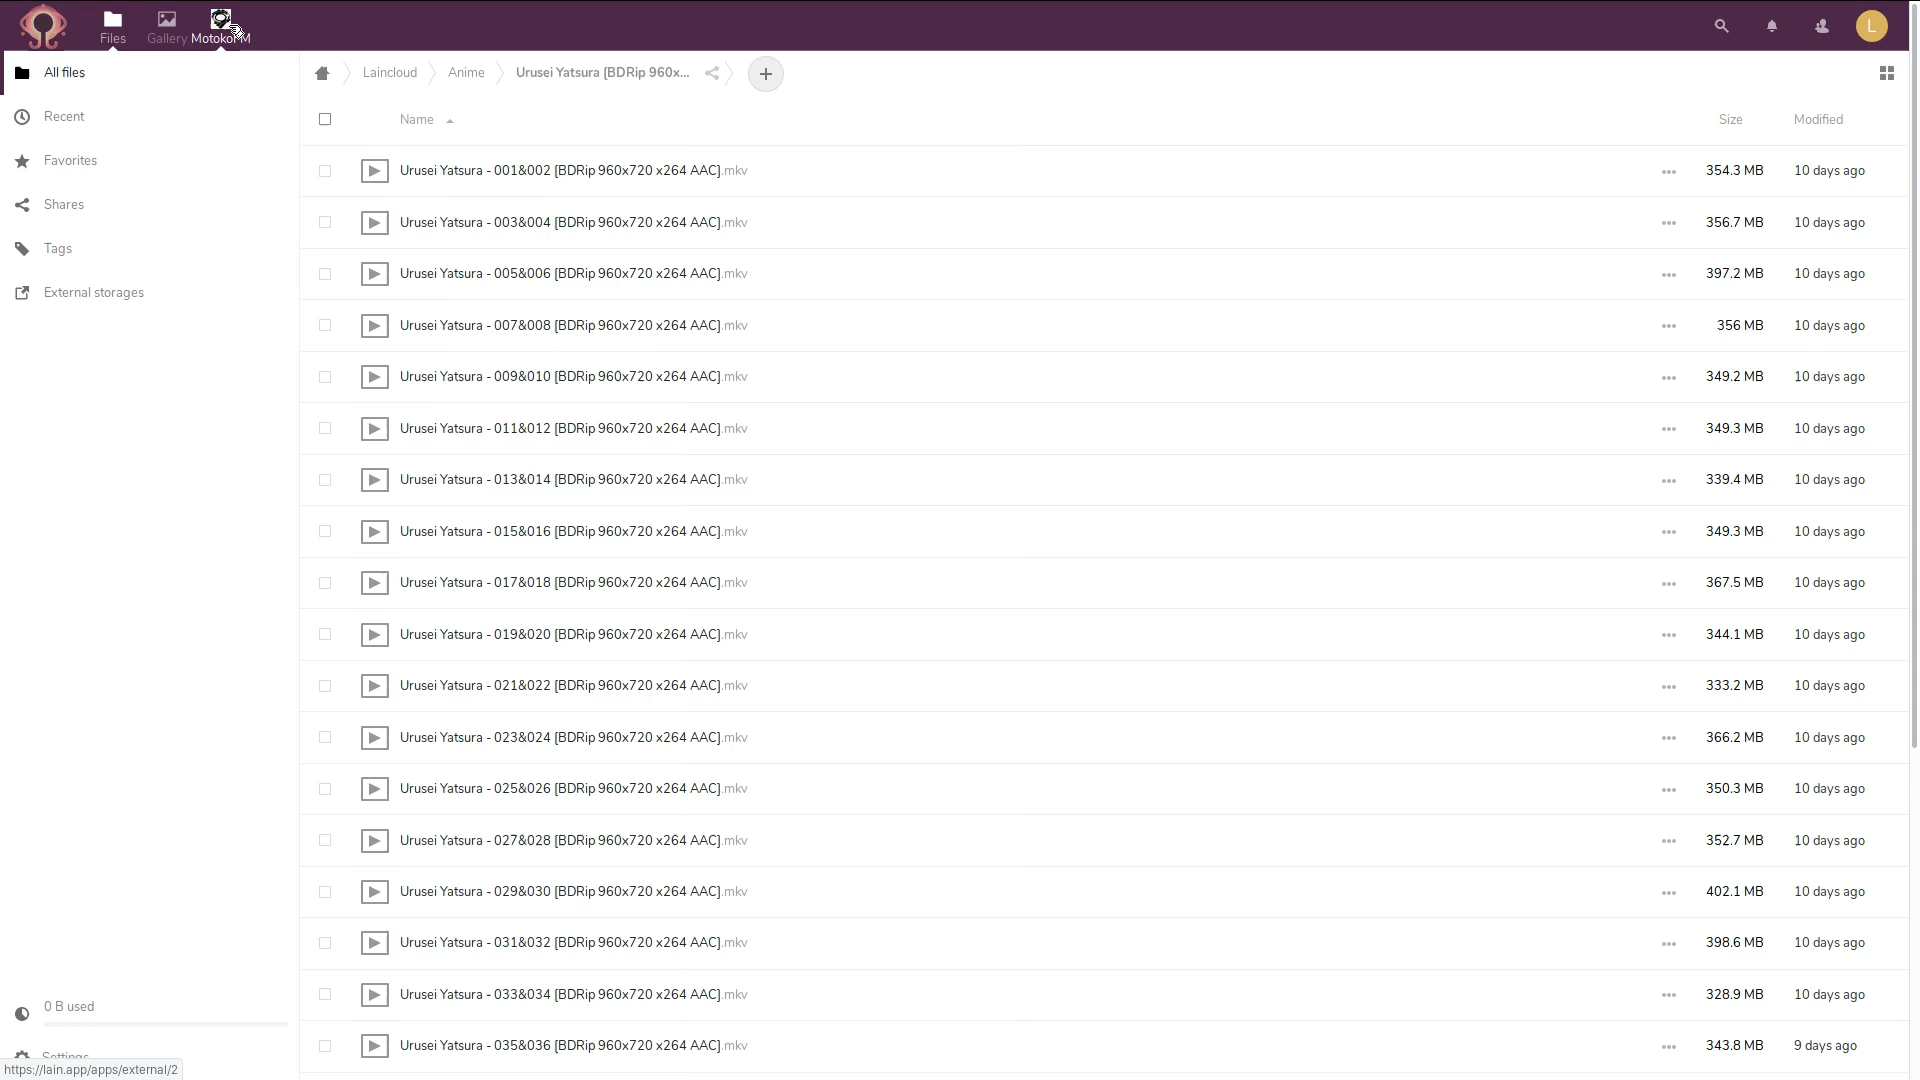 Files
Gallery
All files
Recent
Favorites
Shares
Tags
External storages
0 B used
https://lain.app/apps/external/2
Laincloud
Anime
Urusei Yatsura [BDRip 960x...
L
Name
Size
Modified
Urusei Yatsura - 001&002 [BDRip 960x720 x264 AAC].mkv 354.3 MB 10 days ago
Urusei Yatsura - 003&004 [BDRip 960x720 x264 AAC].mkv 356.7 MB 10 days ago
Urusei Yatsura - 005&006 [BDRip 960x720 x264 AAC].mkv 397.2 MB 10 days ago
Urusei Yatsura - 007&008 [BDRip 960x720 x264 AAC].mkv 356 MB 10 days ago
Urusei Yatsura - 009&010 [BDRip 960x720 x264 AAC].mkv 349.2 MB 10 days ago
Urusei Yatsura - 011&012 [BDRip 960x720 x264 AAC].mkv 349.3 MB 10 days ago
Urusei Yatsura - 013&014 [BDRip 960x720 x264 AAC].mkv 339.4 MB 10 days ago
Urusei Yatsura - 015&016 [BDRip 960x720 x264 AAC].mkv 349.3 MB 10 days ago
Urusei Yatsura - 017&018 [BDRip 960x720 x264 AAC].mkv 367.5 MB 10 days ago
Urusei Yatsura - 019&020 [BDRip 960x720 x264 AAC].mkv 344.1 MB 10 days ago
Urusei Yatsura - 021&022 [BDRip 960x720 x264 AAC].mkv 333.2 MB 10 days ago
Urusei Yatsura - 023&024 [BDRip 960x720 x264 AAC].mkv 366.2 MB 10 days ago
Urusei Yatsura - 025&026 [BDRip 960x720 x264 AAC].mkv 350.3 MB 10 days ago
Urusei Yatsura - 027&028 [BDRip 960x720 x264 AAC].mkv 352.7 MB 10 days ago
Urusei Yatsura - 029&030 [BDRip 960x720 x264 AAC].mkv 402.1 MB 10 days ago
Urusei Yatsura - 031&032 [BDRip 960x720 x264 AAC].mkv 398.6 MB 10 days ago
Urusei Yatsura - 033&034 [BDRip 960x720 x264 AAC].mkv 328.9 MB 10 days ago
Urusei Yatsura - 035&036 [BDRip 960x720 x264 AAC].mkv 343.8 MB 9 days ago